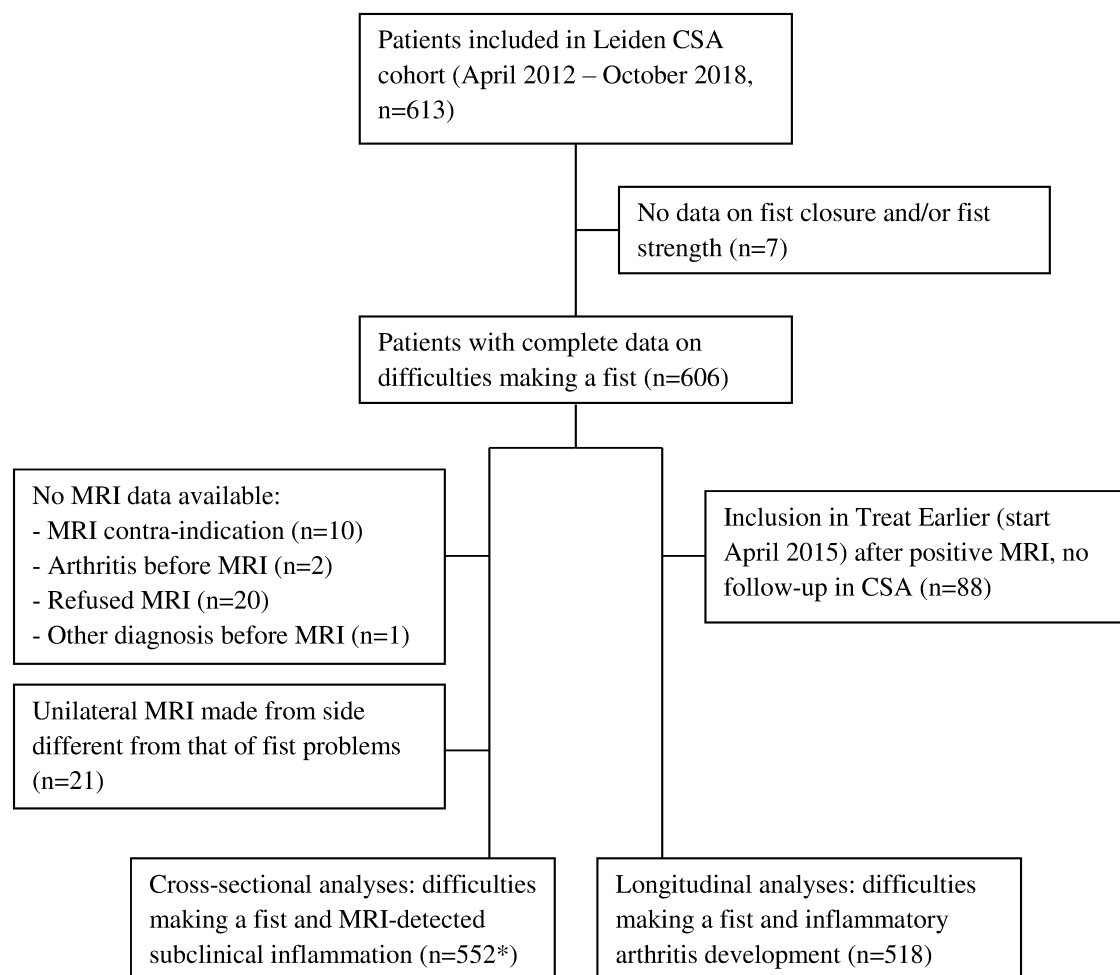 Patients included in Leiden CSA
cohort (April 2012 – October 2018,
n=613)
No data on fist closure and/or fist
strength (n=7)
Patients with complete data on
difficulties making a fist (n=606)
No MRI data available:
- MRI contra-indication (n=10)
- Arthritis before MRI (n=2)
- Refused MRI (n=20)
- Other diagnosis before MRI (n=1)
Inclusion in Treat Earlier (start
April 2015) after positive MRI, no
follow-up in CSA (n=88)
Unilateral MRI made from side
different from that of fist problems
(n=21)
Cross-sectional analyses: difficulties
making a fist and MRI-detected
subclinical inflammation (n=552*)
Longitudinal analyses: difficulties
making a fist and inflammatory
arthritis development (n=518)